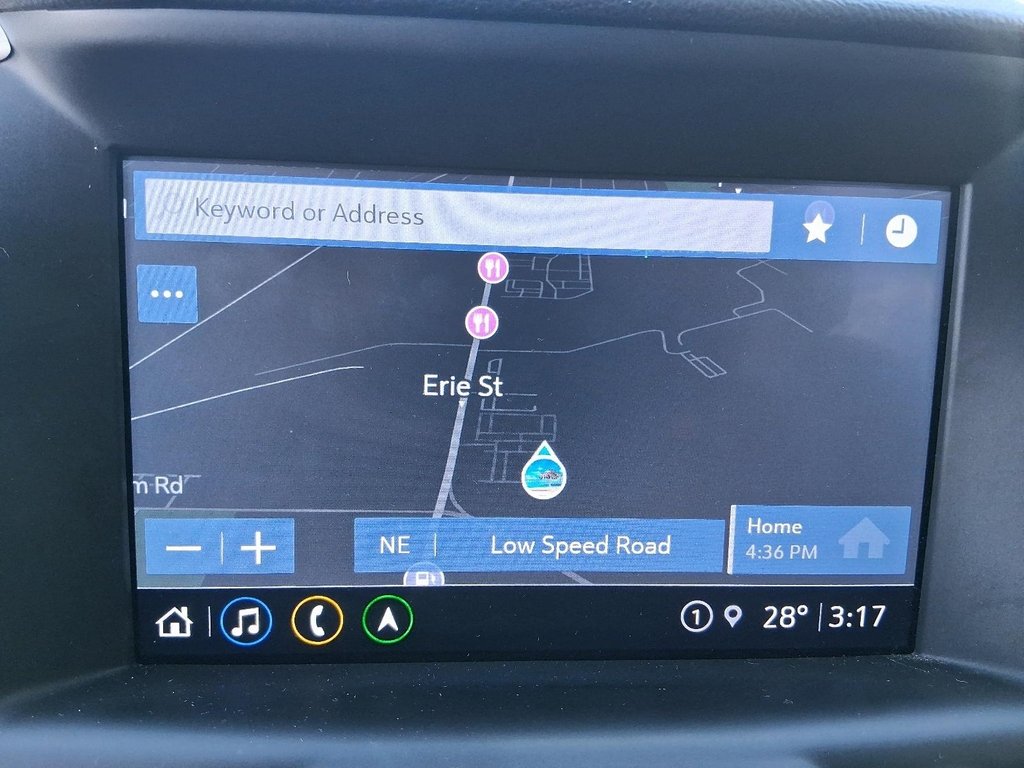 Keyword or Address
Erie St
m Rd
NE
Low Speed Road
Home
4:36 PM
1
28°
3:17